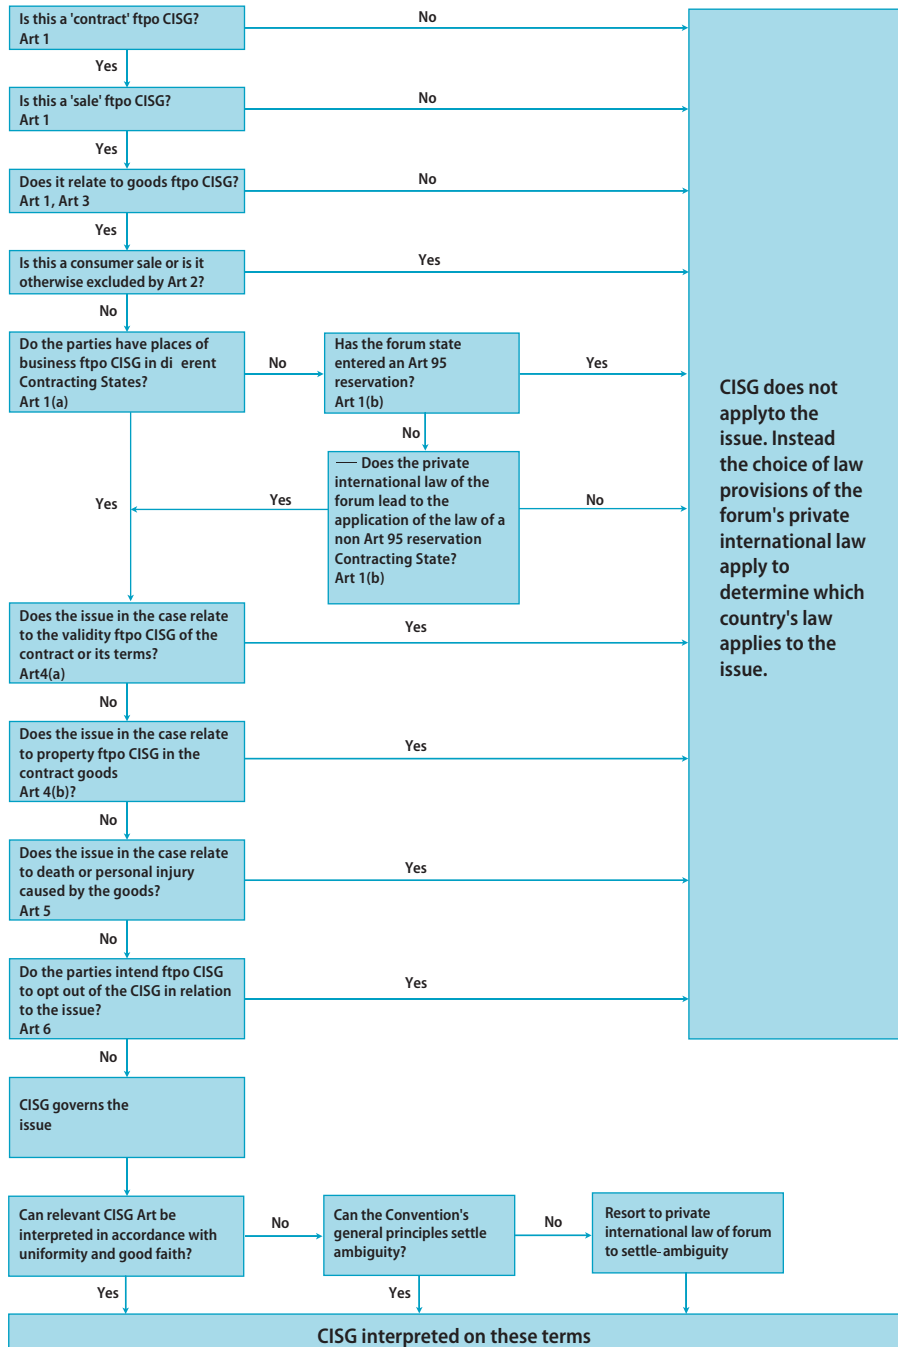 Is this a 'contract' ftpo CISG?
Art 1
No
Yes
Is this a 'sale' ftpo CISG?
Art 1
No
Yes
Does it relate to goods ftpo CISG?
Art 1, Art 3
No
Yes
Is this a consumer sale or is it
otherwise excluded by Art 2?
Yes
No
Do the parties have places of
business ftpo CISG in di erent
Contracting States?
Art 1(a)
No
Has the forum state
entered an Art 95
reservation?
Art 1(b)
Yes
No
— Does the private
international law of the
forum lead to the
application of the law of a
non Art 95 reservation
Contracting State?
Art 1(b)
Yes
No
Yes
CISG does not
applyto the
issue. Instead
the choice of law
provisions of the
forum's private
international law
apply to
determine which
country's law
applies to the
issue.
Does the issue in the case relate
to the validity ftpo CISG of the
contract or its terms?
Art4(a)
Yes
No
Does the issue in the case relate
to property ftpo CISG in the
contract goods
Art 4(b)?
Yes
No
Does the issue in the case relate
to death or personal injury
caused by the goods?
Art 5
Yes
No
Do the parties intend ftpo CISG
to opt out of the CISG in relation
to the issue?
Art 6
Yes
No
CISG governs the
issue
Can relevant CISG Art be
interpreted in accordance with
uniformity and good faith?
No
Can the Convention's
general principles settle
ambiguity?
No
Resort to private
international law of forum
to settle-ambiguity
Yes
Yes
CISG interpreted on these terms